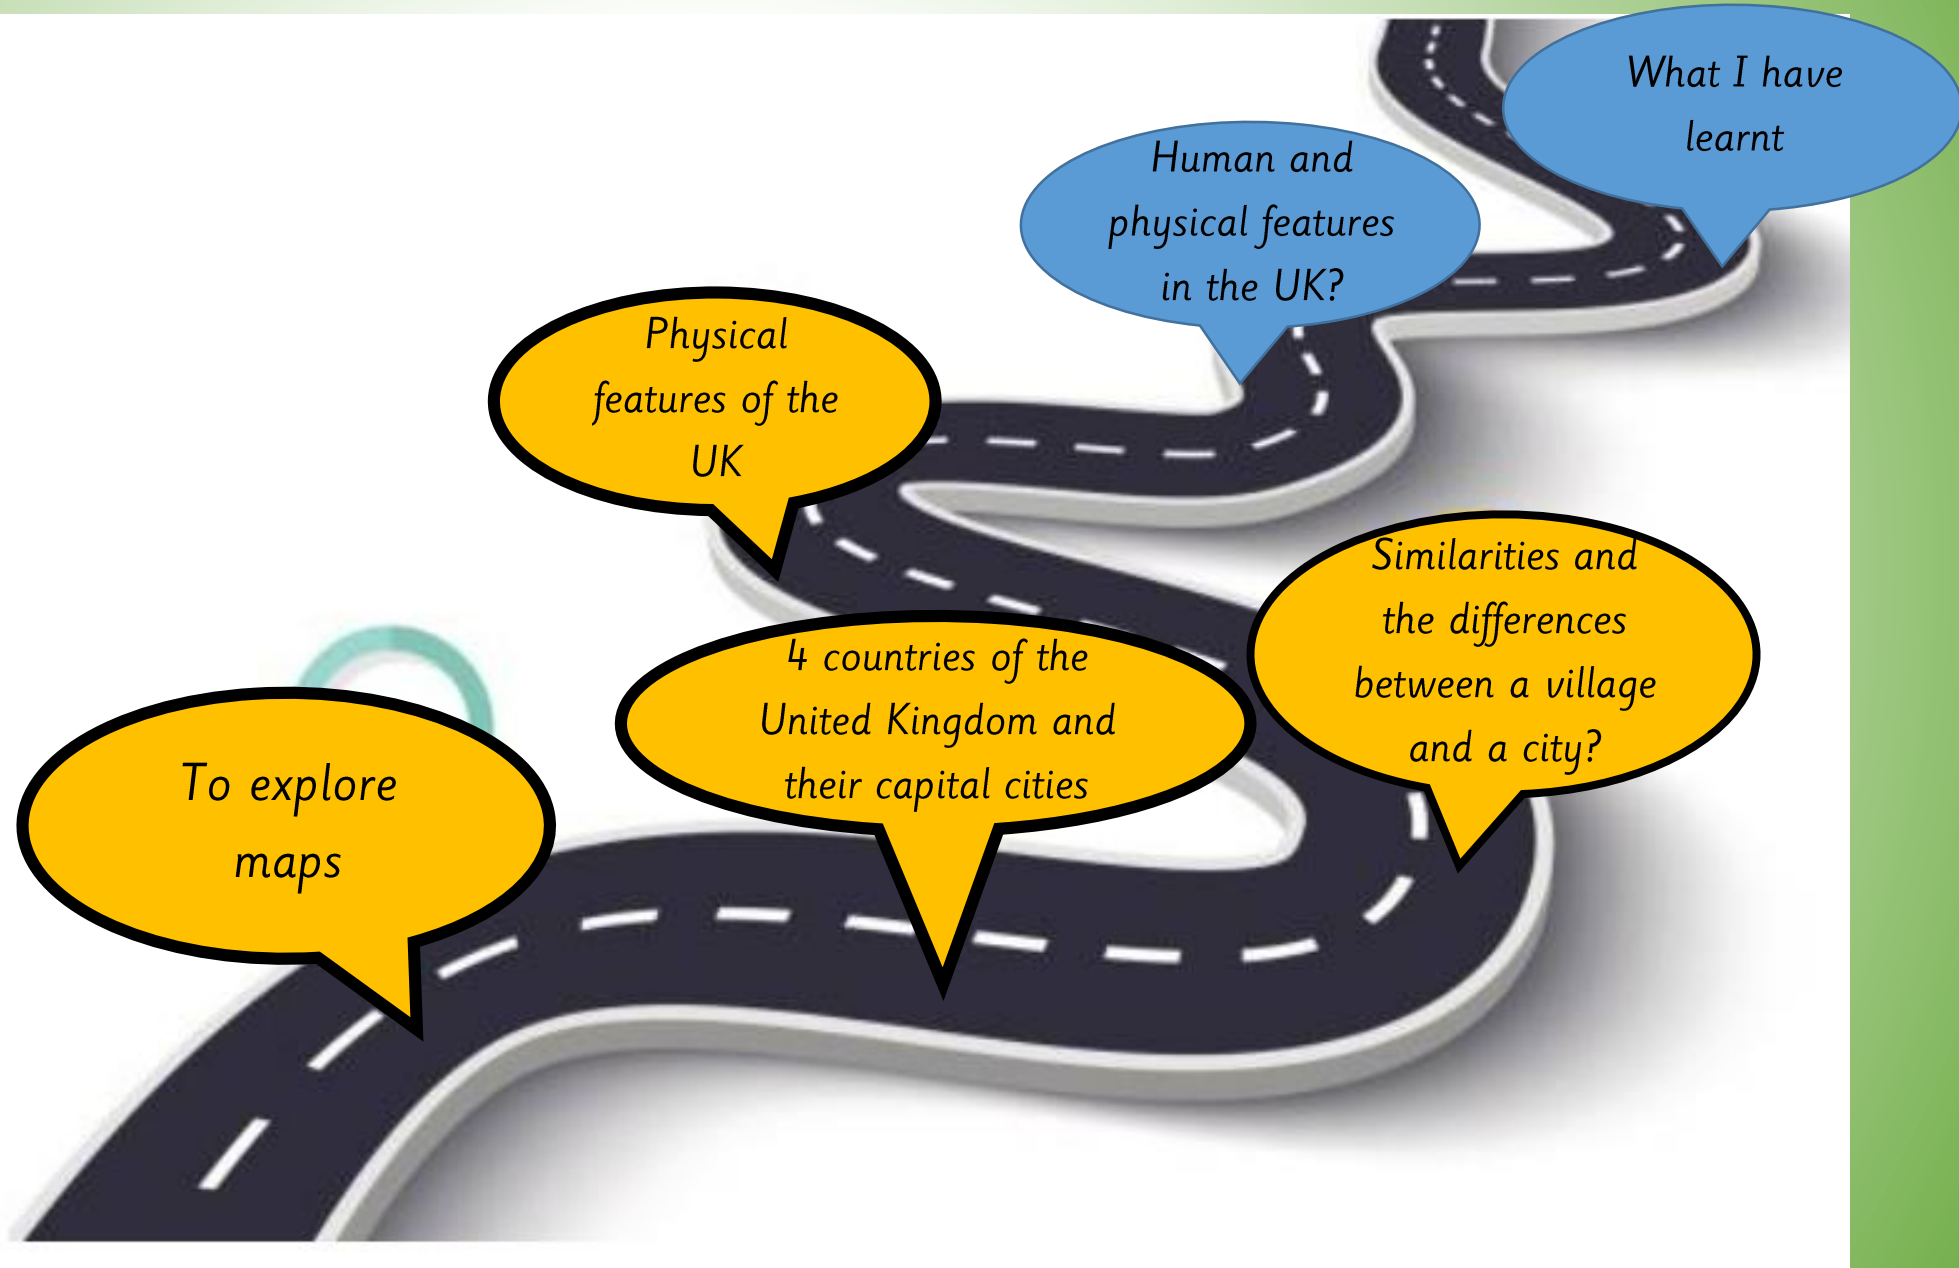 What I have
learnt
Human and
physical features
in the UK?
Physical
features of the
UK
Similarities and
the differences
between a village
and a city?
4 countries of the
United Kingdom and
their capital cities
To explore
maps